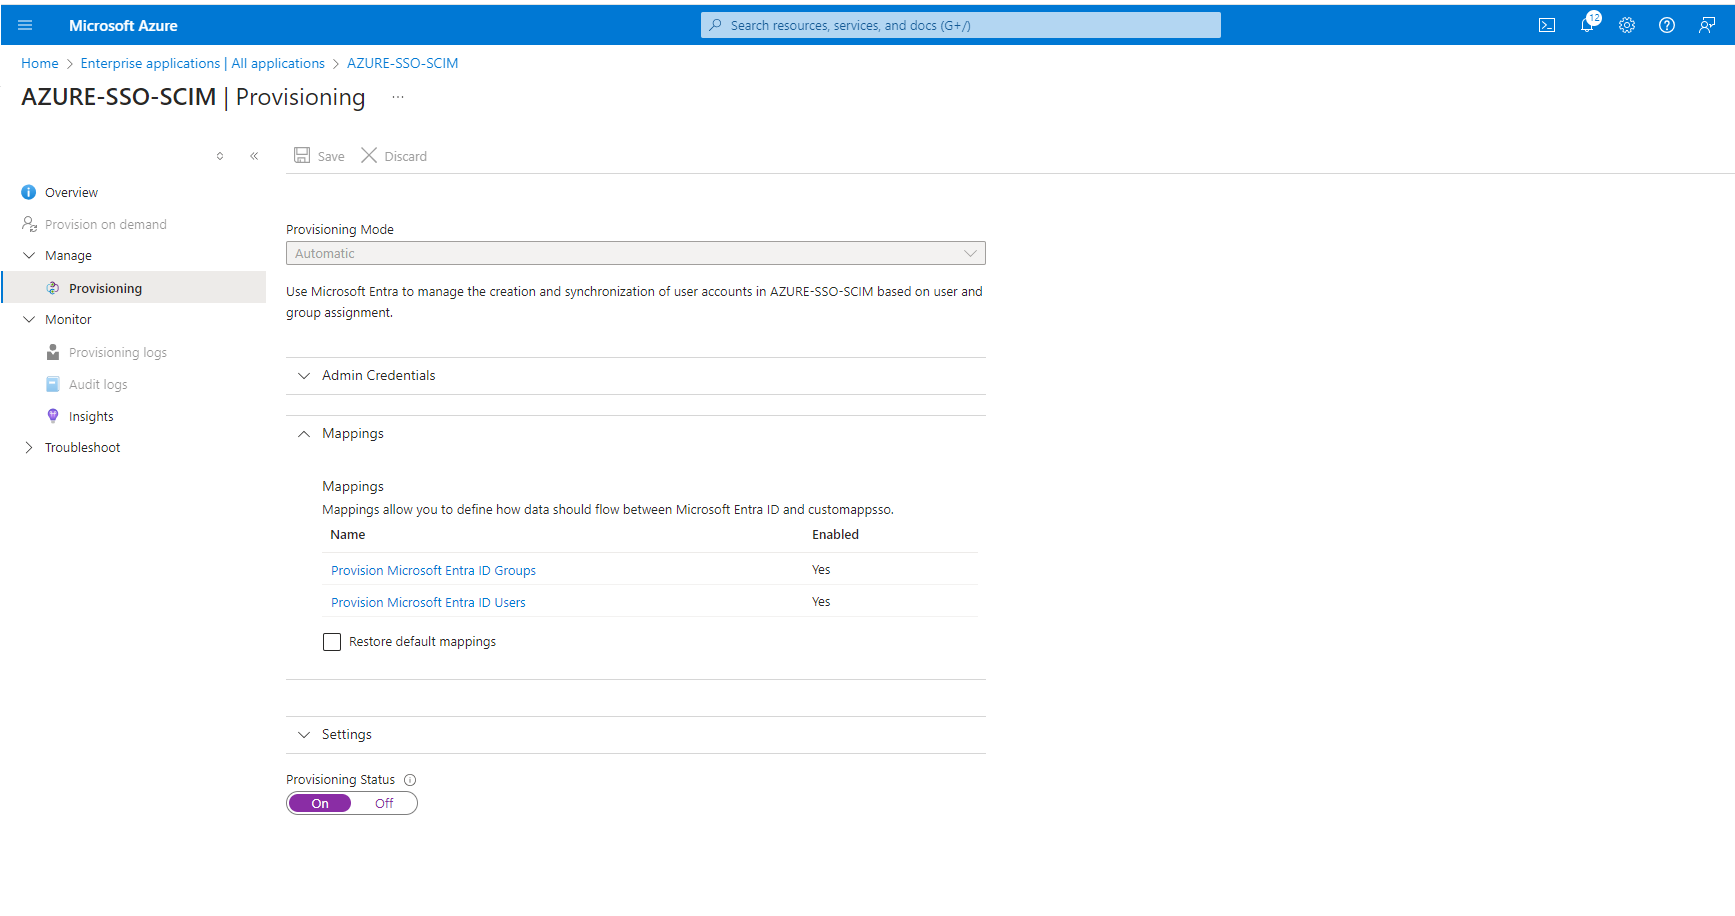 Microsoft Azure
Search resources, services, and docs (G+/)
12
Home > Enterprise applications | All applications > AZURE-SSO-SCIM
AZURE-SSO-SCIM | Provisioning ...
Save Discard
Overview
Provision on demand
Manage
Provisioning
Monitor
Provisioning logs
Audit logs
Insights
Troubleshoot
Provisioning Mode
Automatic
Use Microsoft Entra to manage the creation and synchronization of user accounts in AZURE-SSO-SCIM based on user and
group assignment.
Admin Credentials
Mappings
Mappings
Mappings allow you to define how data should flow between Microsoft Entra ID and customappsso.
Name Enabled
Provision Microsoft Entra ID Groups Yes
Provision Microsoft Entra ID Users Yes
Restore default mappings
Settings
Provisioning Status
On Off